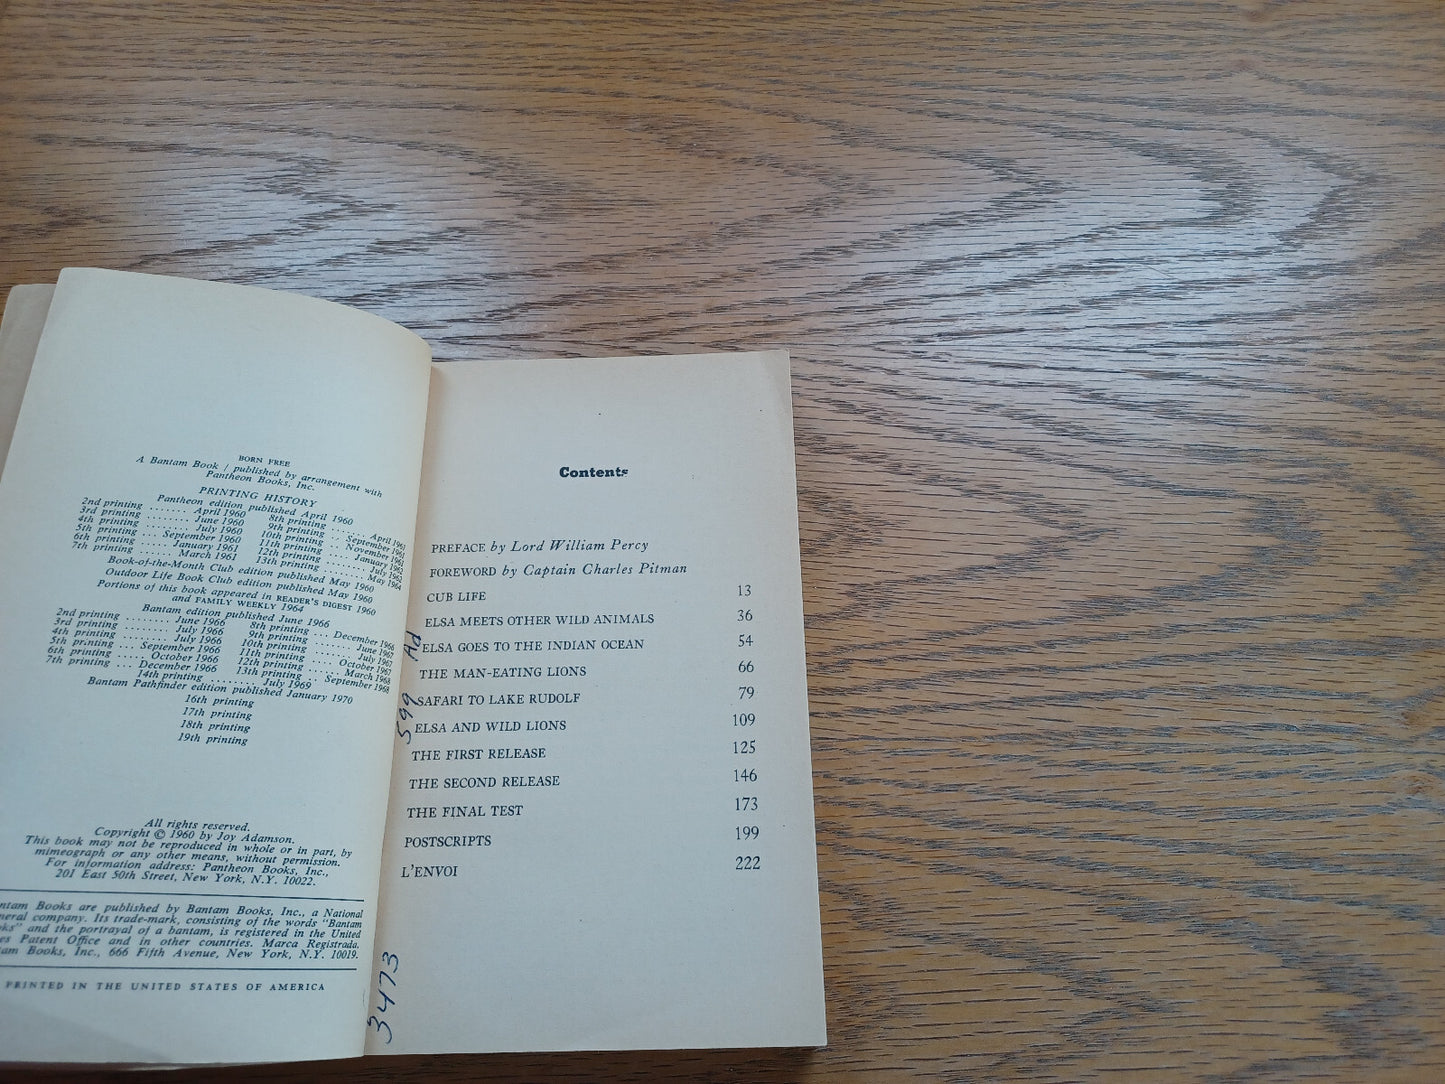 BORN FREE
A Bantam Book / published by arrangement with
Pantheon Books, Inc.
PRINTING HISTORY
Pantheon edition published April 1960
2nd printing ........ April 1960
3rd printing ........ June 1960
4th printing ........ July 1960
5th printing .... September 1960
6th printing ...... January 1961
7th printing ...... March 1961
8th printing ...... April 1961
9th printing ... September 1961
10th printing ... November 1961
11th printing .... January 1962
12th printing ...... July 1962
13th printing ...... May 1964
Book-of-the-Month Club edition published May 1960
Outdoor Life Book Club edition published May 1960
Portions of this book appeared in READER'S DIGEST 1960
and FAMILY WEEKLY 1964
Bantam edition published June 1966
2nd printing ........ June 1966
3rd printing ........ July 1966
4th printing ........ July 1966
5th printing ... September 1966
6th printing ..... October 1966
7th printing ... December 1966
8th printing ... December 1966
9th printing ...... June 1967
10th printing ...... July 1967
11th printing .... October 1967
12th printing ..... March 1968
13th printing . September 1968
14th printing ......... July 1969
Bantam Pathfinder edition published January 1970
16th printing
17th printing
18th printing
19th printing
All rights reserved.
Copyright © 1960 by Joy Adamson.
This book may not be reproduced in whole or in part, by
mimeograph or any other means, without permission.
For information address: Pantheon Books, Inc.,
201 East 50th Street, New York, N.Y. 10022.
ntam Books are published by Bantam Books, Inc., a National
neral company. Its trade-mark, consisting of the words "Bantam
oks" and the portrayal of a bantam, is registered in the United
es Patent Office and in other countries. Marca Registrada.
tam Books, Inc., 666 Fifth Avenue, New York, N.Y. 10019.
PRINTED IN THE UNITED STATES OF AMERICA
599 Ad
3473
Contents
PREFACE by Lord William Percy
FOREWORD by Captain Charles Pitman
CUB LIFE 13
ELSA MEETS OTHER WILD ANIMALS 36
ELSA GOES TO THE INDIAN OCEAN 54
THE MAN-EATING LIONS 66
SAFARI TO LAKE RUDOLF 79
ELSA AND WILD LIONS 109
THE FIRST RELEASE 125
THE SECOND RELEASE 146
THE FINAL TEST 173
POSTSCRIPTS 199
L'ENVOI 222